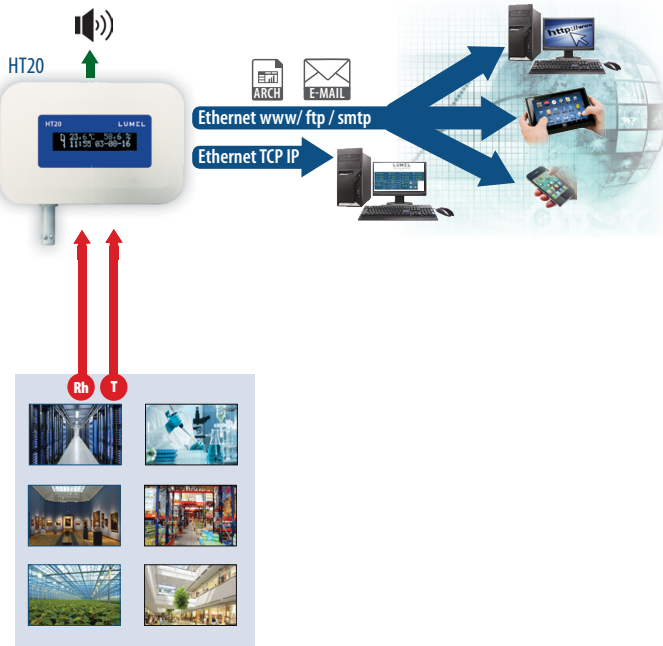 HT20
HT20 LUMEL
23.6°C 58.6 %
11:55 03-08-16
ARCH
E-MAIL
http://www
Ethernet www/ ftp / smtp
Ethernet TCP IP
LUMEL
Rh T